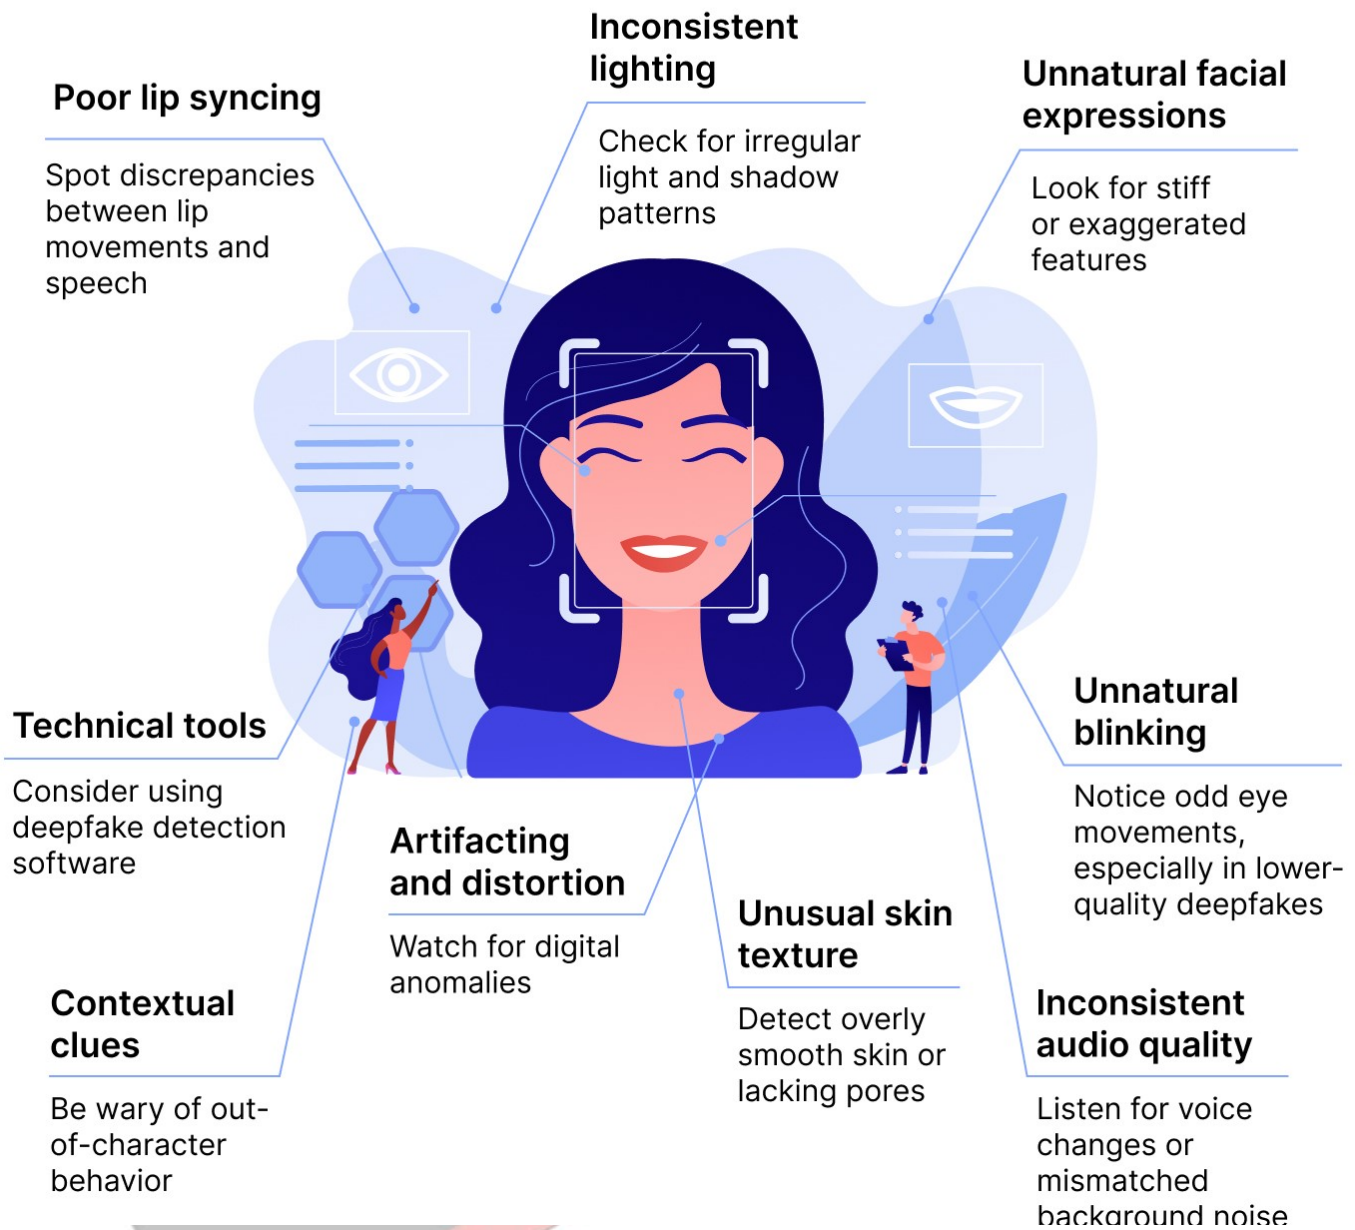 Inconsistent
lighting
Check for irregular
light and shadow
patterns
Poor lip syncing
Spot discrepancies
between lip
movements and
speech
Unnatural facial
expressions
Look for stiff
or exaggerated
features
Technical tools
Consider using
deepfake detection
software
Unnatural
blinking
Notice odd eye
movements,
especially in lower-
quality deepfakes
Artifacting
and distortion
Watch for digital
anomalies
Unusual skin
texture
Detect overly
smooth skin or
lacking pores
Contextual
clues
Be wary of out-
of-character
behavior
Inconsistent
audio quality
Listen for voice
changes or
mismatched
background noise